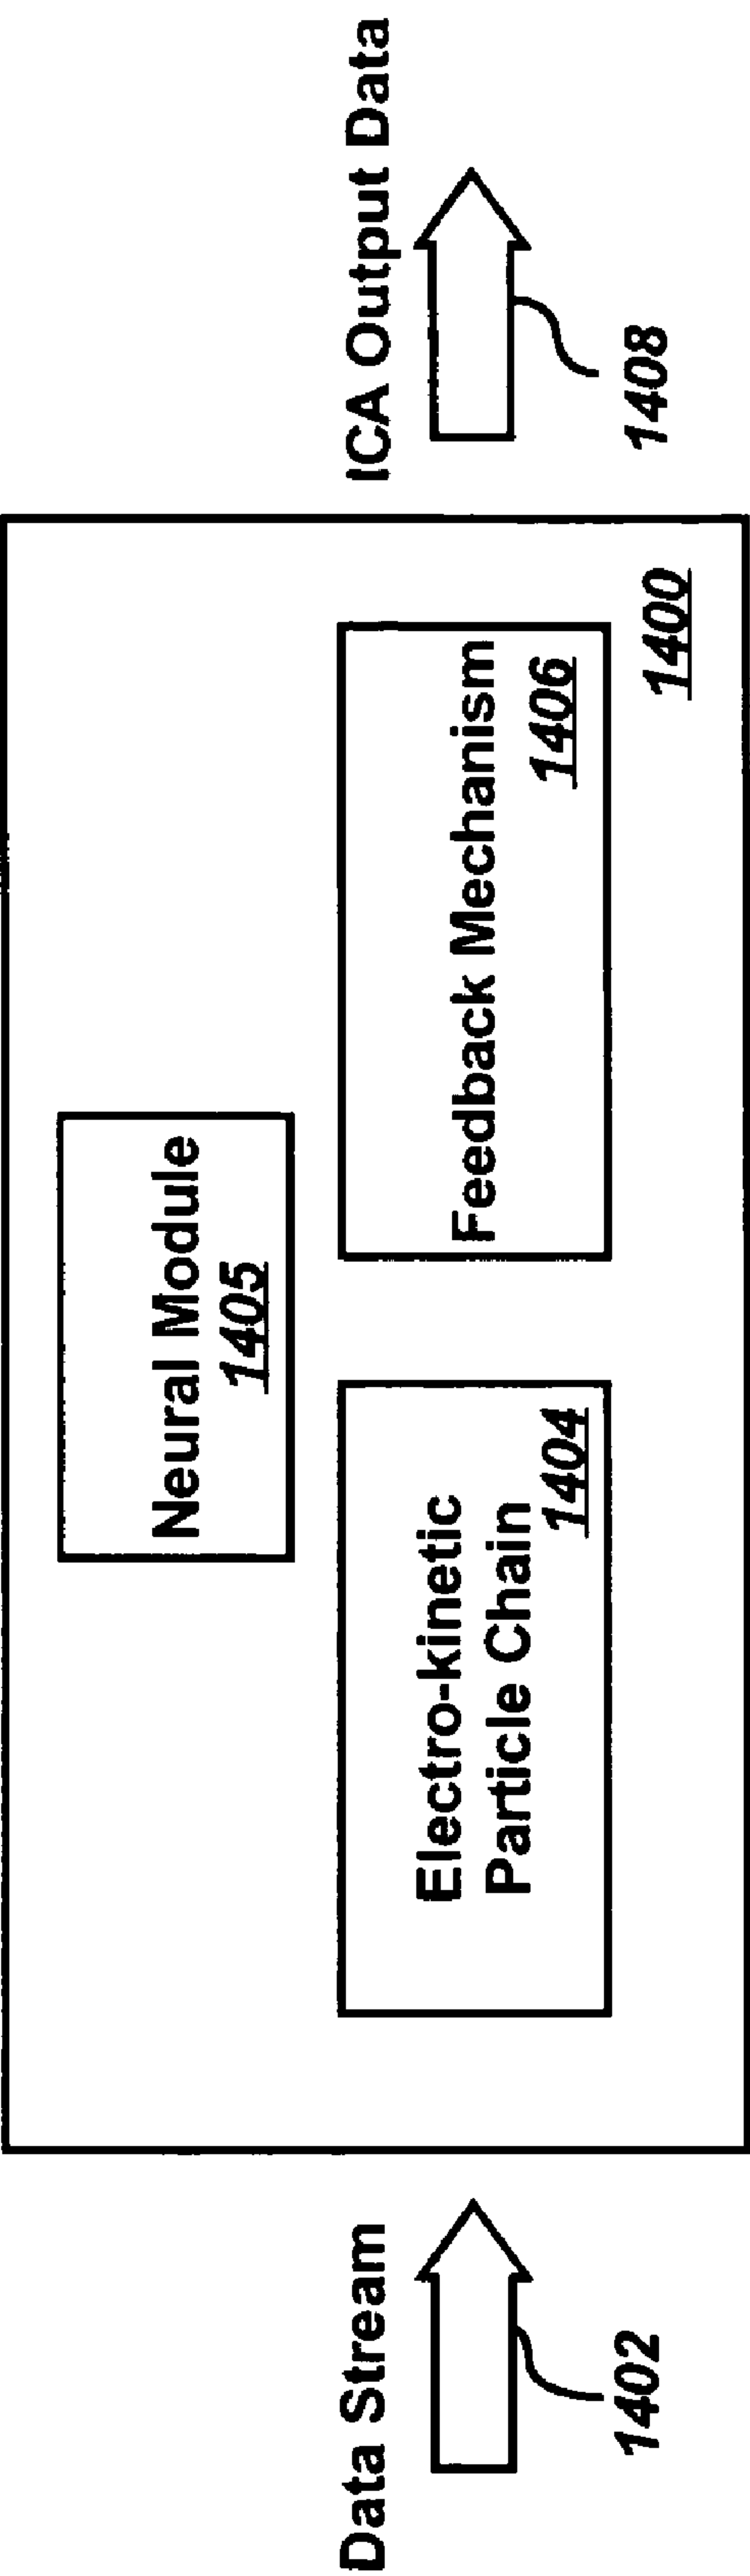 Neural Module
1405
Data Stream
1402
Electro-kinetic
Particle Chain
1404
Feedback Mechanism
1406
1400
ICA Output Data
1408